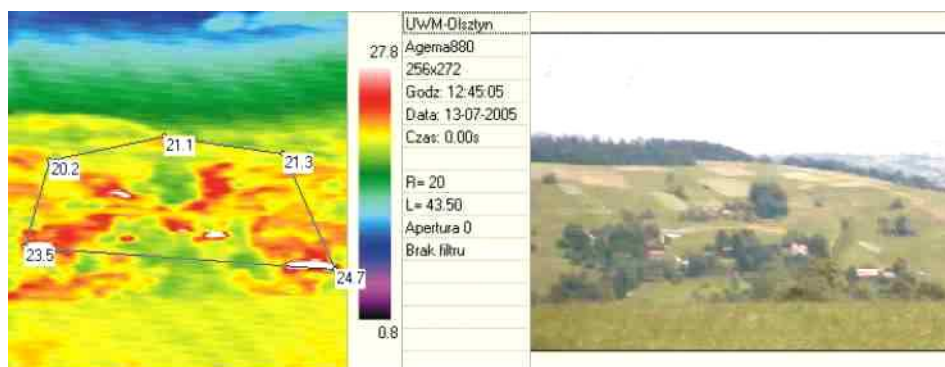 20.2
21.1
21.3
23.5
24.7
27.8
0.8
UWM-Olsztyn
Agema880
256x272
Godz: 12:45:05
Data: 13-07-2005
Czas: 0.00s
R= 20
L= 43.50
Apertura 0
Brak filtru